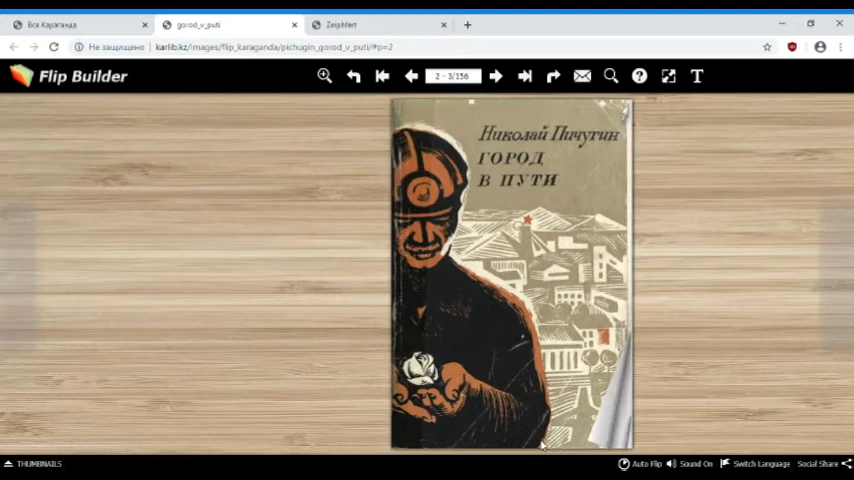 Вся Караганда
gorod_v_puti
Zeiphfert
Не защищено
karlib.kz/images/flip_karaganda/pichugin_gorod_v_puti/#p=2
Flip Builder
2 - 3/156
Николай Пичугин
ГОРОД
В ПУТИ
THUMBNAILS
Auto Flip
Sound On
Switch Language
Social Share